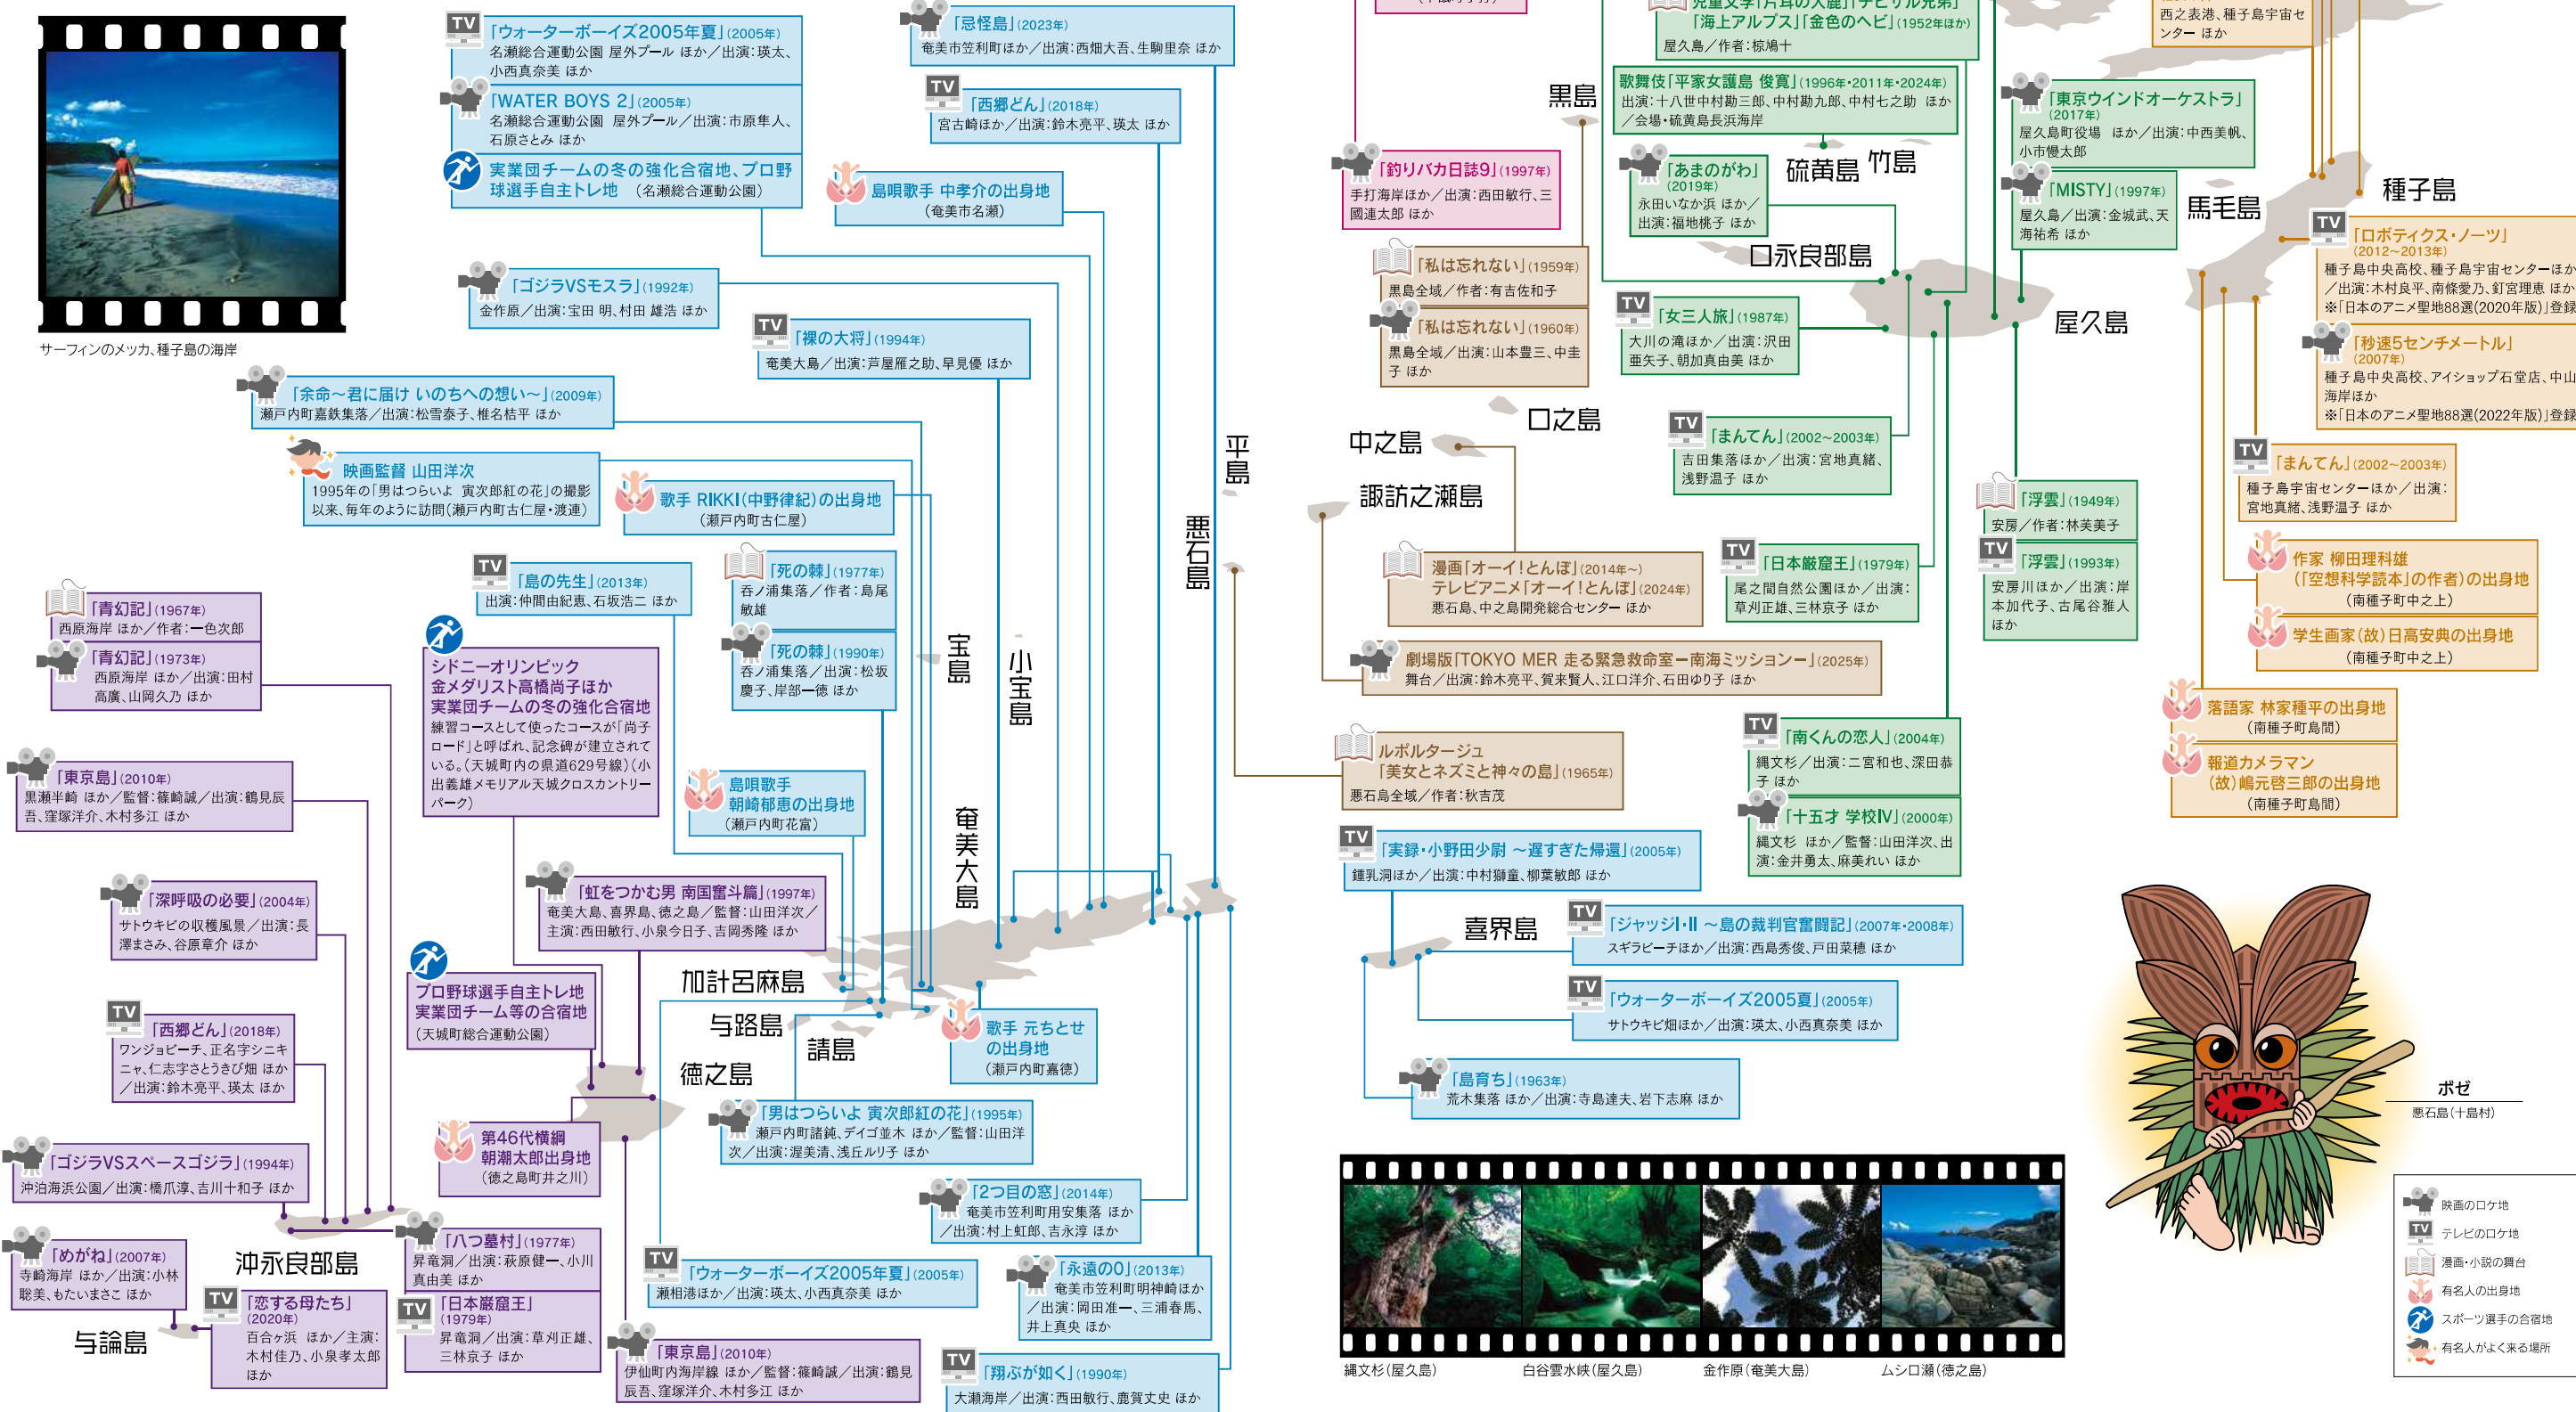 サーフィンのメッカ、種子島の海岸
TV
「ウォーターボーイズ2005年夏」(2005年)
名瀬総合運動公園 屋外プール ほか／出演：瑛太、
小西真奈美 ほか
「WATER BOYS 2」(2005年)
名瀬総合運動公園 屋外プール／出演：市原隼人、
石原さとみ ほか
実業団チームの冬の強化合宿地、プロ野
球選手自主トレ地 （名瀬総合運動公園）
「忌怪島」(2023年)
奄美市笠利町ほか／出演：西畑大吾、生駒里奈 ほか
TV
「西郷どん」(2018年)
宮古崎ほか／出演：鈴木亮平、瑛太 ほか
島唄歌手 中孝介の出身地
（奄美市名瀬）
「ゴジラVSモスラ」(1992年)
金作原／出演：宝田 明、村田 雄浩 ほか
TV
「裸の大将」(1994年)
奄美大島／出演：芦屋雁之助、早見優 ほか
「余命～君に届け いのちへの想い～」(2009年)
瀬戸内町嘉鉄集落／出演：松雪泰子、椎名桔平 ほか
映画監督 山田洋次
1995年の「男はつらいよ 寅次郎紅の花」の撮影
以来、毎年のように訪問(瀬戸内町古仁屋・渡連)
歌手 RIKKI（中野律紀）の出身地
（瀬戸内町古仁屋）
TV
「島の先生」(2013年)
出演：仲間由紀恵、石坂浩二 ほか
「死の棘」(1977年)
呑ノ浦集落／作者：島尾
敏雄
「死の棘」(1990年)
呑ノ浦集落／出演：松坂
慶子、岸部一徳 ほか
「青幻記」(1967年)
西原海岸 ほか／作者：一色次郎
「青幻記」(1973年)
西原海岸 ほか／出演：田村
高廣、山岡久乃 ほか
シドニーオリンピック
金メダリスト高橋尚子ほか
実業団チームの冬の強化合宿地
練習コースとして使ったコースが「尚子
ロード」と呼ばれ、記念碑が建立されて
いる。（天城町内の県道629号線）（小
出義雄メモリアル天城クロスカントリー
パーク）
「東京島」(2010年)
黒瀬半崎 ほか／監督：篠崎誠／出演：鶴見辰
吾、窪塚洋介、木村多江 ほか
島唄歌手
朝崎郁恵の出身地
（瀬戸内町花富）
「深呼吸の必要」(2004年)
サトウキビの収穫風景／出演：長
澤まさみ、谷原章介 ほか
「虹をつかむ男 南国奮斗篇」(1997年)
奄美大島、喜界島、徳之島／監督：山田洋次／
主演：西田敏行、小泉今日子、吉岡秀隆 ほか
プロ野球選手自主トレ地
実業団チーム等の合宿地
（天城町総合運動公園）
TV
「西郷どん」(2018年)
ワンジョビーチ、正名字シニキ
ニャ、仁志字さとうきび畑 ほか
／出演：鈴木亮平、瑛太 ほか
歌手 元ちとせ
の出身地
（瀬戸内町嘉徳）
第46代横綱
朝潮太郎出身地
（徳之島町井之川）
「男はつらいよ 寅次郎紅の花」(1995年)
瀬戸内町諸鈍、デイゴ並木 ほか／監督：山田洋
次／出演：渥美清、浅丘ルリ子 ほか
「ゴジラVSスペースゴジラ」(1994年)
沖泊海浜公園／出演：橋爪淳、吉川十和子 ほか
「2つ目の窓」(2014年)
奄美市笠利町用安集落 ほか
／出演：村上虹郎、吉永淳 ほか
「めがね」(2007年)
寺崎海岸 ほか／出演：小林
聡美、もたいまさこ ほか
「八つ墓村」(1977年)
昇竜洞／出演：萩原健一、小川
真由美 ほか
TV
「日本巌窟王」
(1979年)
昇竜洞／出演：草刈正雄、
三林京子 ほか
TV
「ウォーターボーイズ2005年夏」(2005年)
瀬相港ほか／出演：瑛太、小西真奈美 ほか
「永遠の0」(2013年)
奄美市笠利町明神崎ほか
／出演：岡田准一、三浦春馬、
井上真央 ほか
TV
「恋する母たち」
(2020年)
百合ヶ浜 ほか／主演：
木村佳乃、小泉孝太郎
ほか
「東京島」(2010年)
伊仙町内海岸線 ほか／監督：篠崎誠／出演：鶴見
辰吾、窪塚洋介、木村多江 ほか
TV
「翔ぶが如く」(1990年)
大瀬海岸／出演：西田敏行、鹿賀丈史 ほか
平島
悪石島
宝島
小宝島
奄美大島
加計呂麻島
与路島
請島
徳之島
沖永良部島
与論島
児童文学「片耳の大鹿」「デビサル兄弟」
「海上アルプス」「金色のヘビ」(1952年ほか)
屋久島／作者：椋鳩十
歌舞伎「平家女護島 俊寛」(1996年・2011年・2024年)
出演：十八世中村勘三郎、中村勘九郎、中村七之助 ほか
／会場・硫黄島長浜海岸
西之表港、種子島宇宙セ
ンター ほか
黒島
硫黄島
竹島
「釣りバカ日誌9」(1997年)
手打海岸ほか／出演：西田敏行、三
國連太郎 ほか
「あまのがわ」
(2019年)
永田いなか浜 ほか／
出演：福地桃子 ほか
「東京ウインドオーケストラ」
(2017年)
屋久島町役場 ほか／出演：中西美帆、
小市慢太郎
「MISTY」(1997年)
屋久島／出演：金城武、天
海祐希 ほか
馬毛島
種子島
口永良部島
屋久島
「私は忘れない」(1959年)
黒島全域／作者：有吉佐和子
「私は忘れない」(1960年)
黒島全域／出演：山本豊三、中圭
子 ほか
TV
「女三人旅」(1987年)
大川の滝ほか／出演：沢田
亜矢子、朝加真由美 ほか
TV
「ロボティクス・ノーツ」
(2012～2013年)
種子島中央高校、種子島宇宙センターほか
／出演：木村良平、南條愛乃、釘宮理恵 ほか
※「日本のアニメ聖地88選(2020年版)」登録
「秒速5センチメートル」
(2007年)
種子島中央高校、アイショップ石堂店、中山
海岸ほか
※「日本のアニメ聖地88選(2022年版)」登録
口之島
中之島
諏訪之瀬島
TV
「まんてん」(2002～2003年)
吉田集落ほか／出演：宮地真緒、
浅野温子 ほか
TV
「まんてん」(2002～2003年)
種子島宇宙センターほか／出演：
宮地真緒、浅野温子 ほか
「浮雲」(1949年)
安房／作者：林芙美子
TV
「浮雲」(1993年)
安房川ほか／出演：岸
本加代子、古尾谷雅人
ほか
漫画「オーイ！とんぼ」(2014年～)
テレビアニメ「オーイ！とんぼ」(2024年)
悪石島、中之島開発総合センター ほか
TV
「日本巌窟王」(1979年)
尾之間自然公園ほか／出演：
草刈正雄、三林京子 ほか
作家 柳田理科雄
（「空想科学読本」の作者）の出身地
（南種子町中之上）
学生画家（故）日高安典の出身地
（南種子町中之上）
劇場版「TOKYO MER 走る緊急救命室ー南海ミッションー」(2025年)
舞台／出演：鈴木亮平、賀来賢人、江口洋介、石田ゆり子 ほか
落語家 林家種平の出身地
（南種子町島間）
報道カメラマン
（故）嶋元啓三郎の出身地
（南種子町島間）
ルポルタージュ
「美女とネズミと神々の島」(1965年)
悪石島全域／作者：秋吉茂
TV
「南くんの恋人」(2004年)
縄文杉／出演：二宮和也、深田恭
子 ほか
「十五才 学校Ⅳ」(2000年)
縄文杉 ほか／監督：山田洋次、出
演：金井勇太、麻美れい ほか
TV
「実録・小野田少尉 ～遅すぎた帰還」(2005年)
鍾乳洞ほか／出演：中村獅童、柳葉敏郎 ほか
喜界島
TV
「ジャッジⅠ・Ⅱ ～島の裁判官奮闘記」(2007年・2008年)
スギラビーチほか／出演：西島秀俊、戸田菜穂 ほか
TV
「ウォーターボーイズ2005夏」(2005年)
サトウキビ畑ほか／出演：瑛太、小西真奈美 ほか
「島育ち」(1963年)
荒木集落 ほか／出演：寺島達夫、岩下志麻 ほか
縄文杉（屋久島）
白谷雲水峡（屋久島）
金作原（奄美大島）
ムシロ瀬（徳之島）
ボゼ
悪石島（十島村）
映画のロケ地
TV
テレビのロケ地
漫画・小説の舞台
有名人の出身地
スポーツ選手の合宿地
有名人がよく来る場所